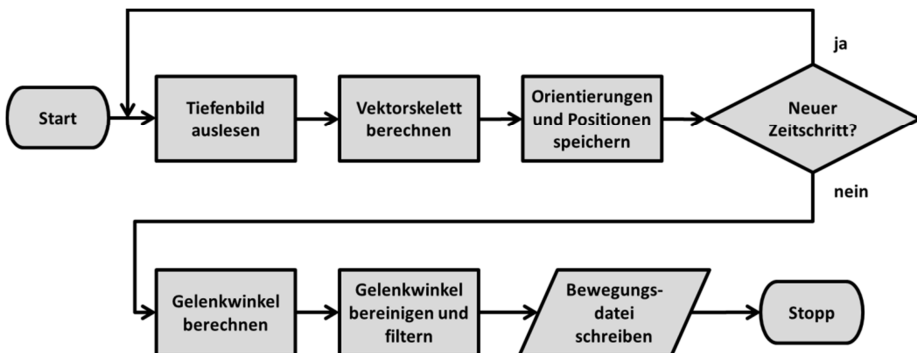 Start
Tiefenbild
auslesen
Vektorskelett
berechnen
Orientierungen
und Positionen
speichern
Neuer
Zeitschritt?
ja
nein
Gelenkwinkel
berechnen
Gelenkwinkel
bereinigen und
filtern
Bewegungs-
datei
schreiben
Stopp